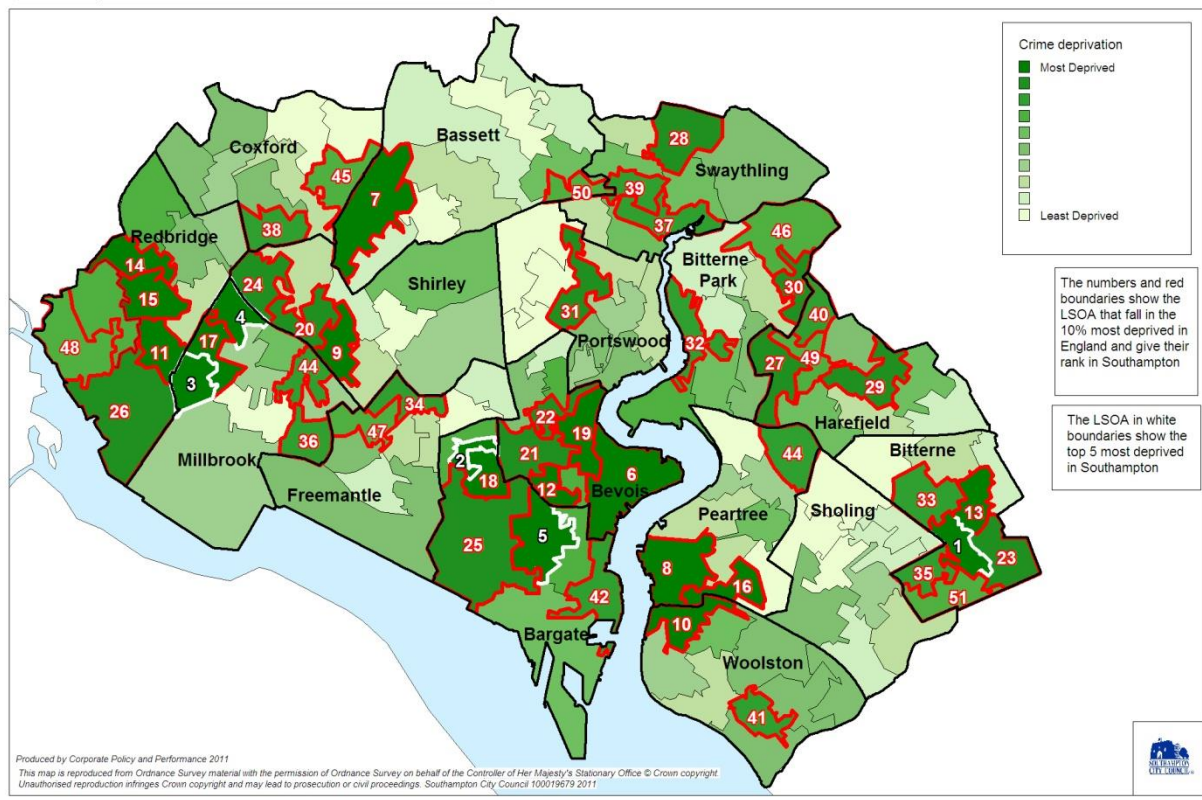 Crime deprivation
Most Deprived
Least Deprived
The numbers and red
boundaries show the
LSOA that fall in the
10% most deprived in
England and give their
rank in Southampton
The LSOA in white
boundaries show the
top 5 most deprived
in Southampton
Bassett
28
Coxford
Swaythling
45
7
50
39
38
37
46
Redbridge
Bitterne
Park
14
24
Shirley
30
15
4
31
40
20
48
17
9
Portswood
32
49
11
44
27
29
3
34
26
22
19
Harefield
36
47
21
44
Bitterne
Millbrook
2
18
6
33
Freemantle
12
Bevois
Peartree
Sholing
13
25
5
1
23
8
35
16
42
51
10
Bargate
Woolston
41
Produced by Corporate Policy and Performance 2011
This map is reproduced from Ordnance Survey material with the permission of Ordnance Survey on behalf of the Controller of Her Majesty's Stationary Office © Crown copyright.
Unauthorised reproduction infringes Crown copyright and may lead to prosecution or civil proceedings. Southampton City Council 100019679 2011
SOUTHAMPTON
CITY COUNCIL